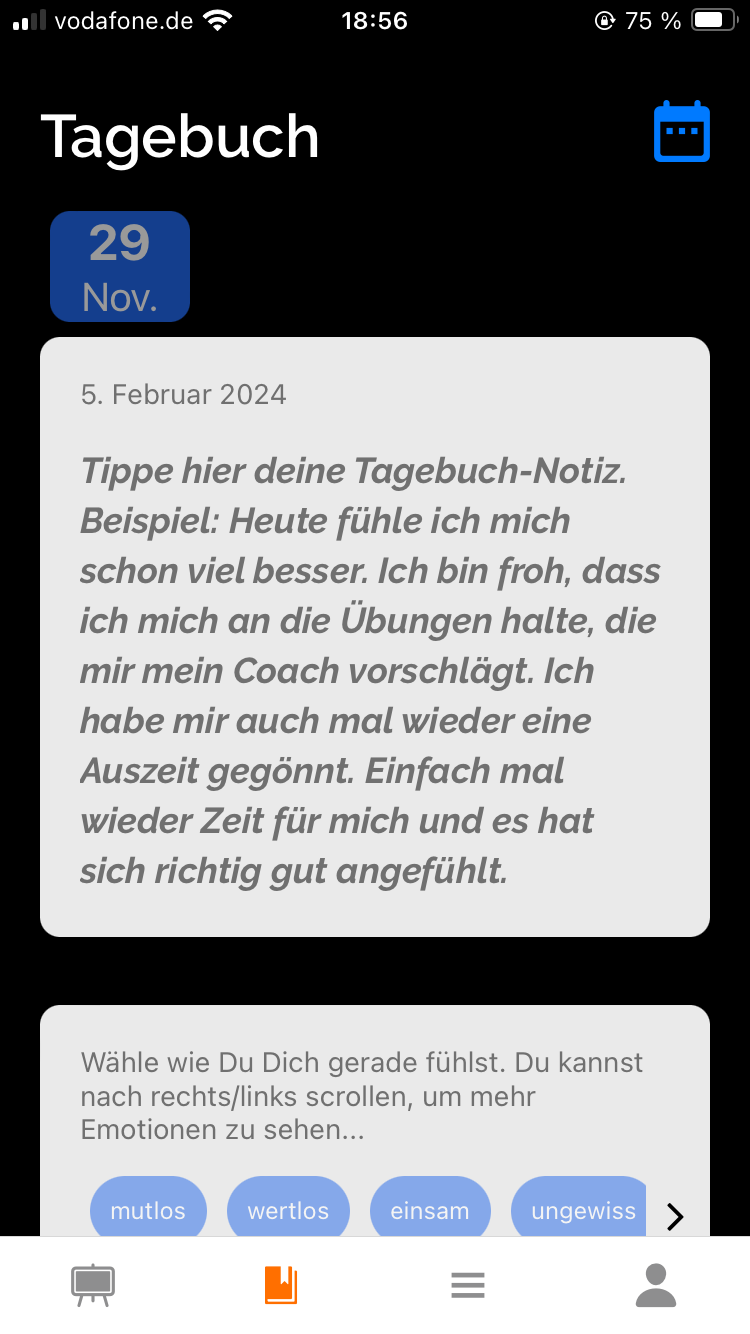 vodafone.de 18:56 75 %
Tagebuch
29
Nov.
5. Februar 2024
Tippe hier deine Tagebuch-Notiz.
Beispiel: Heute fühle ich mich
schon viel besser. Ich bin froh, dass
ich mich an die Übungen halte, die
mir mein Coach vorschlägt. Ich
habe mir auch mal wieder eine
Auszeit gegönnt. Einfach mal
wieder Zeit für mich und es hat
sich richtig gut angefühlt.
Wähle wie Du Dich gerade fühlst. Du kannst
nach rechts/links scrollen, um mehr
Emotionen zu sehen...
mutlos wertlos einsam ungewiss